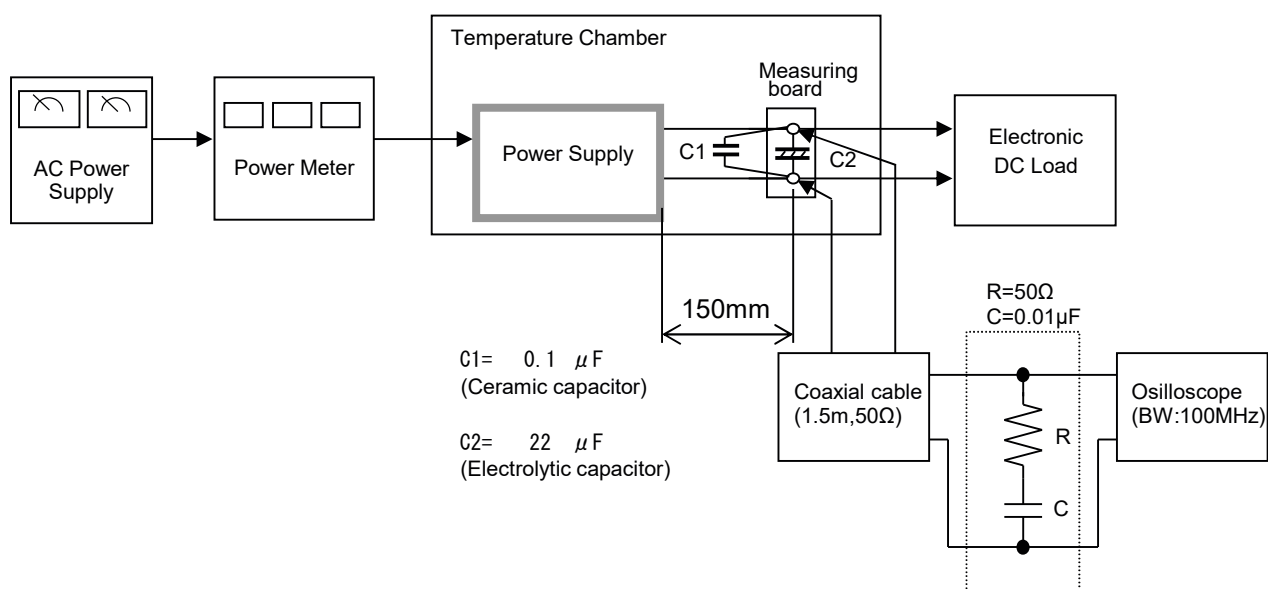 Temperature Chamber
Measuring
board
AC Power
Supply
Power Meter
Power Supply
C1
C2
Electronic
DC Load
150mm
R=50Ω
C=0.01µF
C1= 0.1 μF
(Ceramic capacitor)
C2= 22 μF
(Electrolytic capacitor)
Coaxial cable
(1.5m,50Ω)
R
C
Osilloscope
(BW:100MHz)